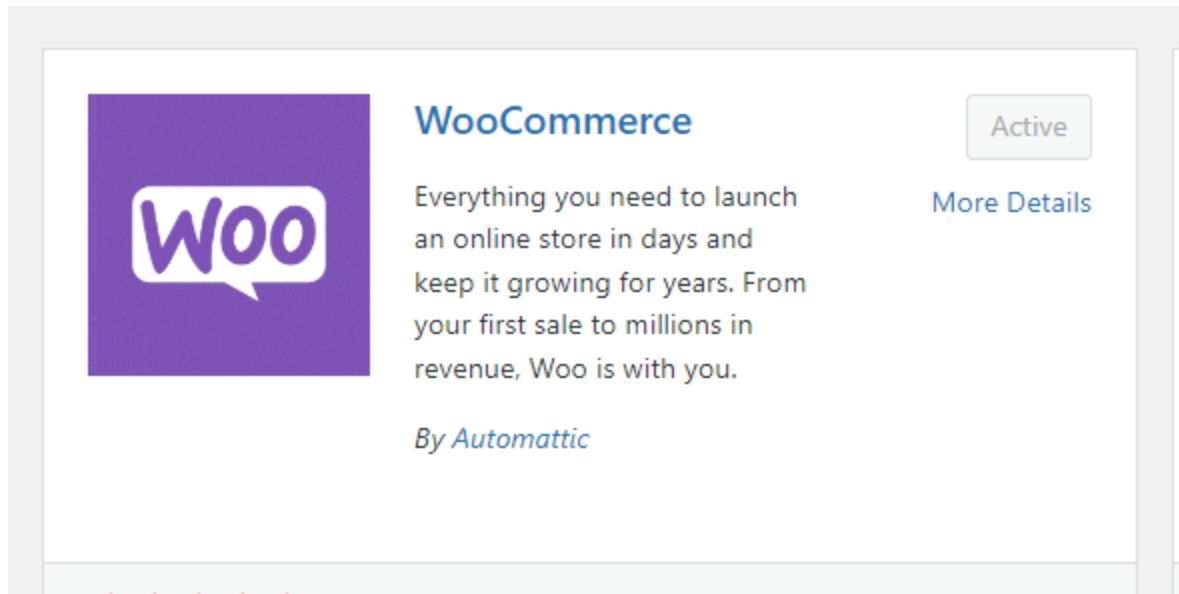 Woo
WooCommerce
Active
More Details
Everything you need to launch
an online store in days and
keep it growing for years. From
your first sale to millions in
revenue, Woo is with you.
By Automattic